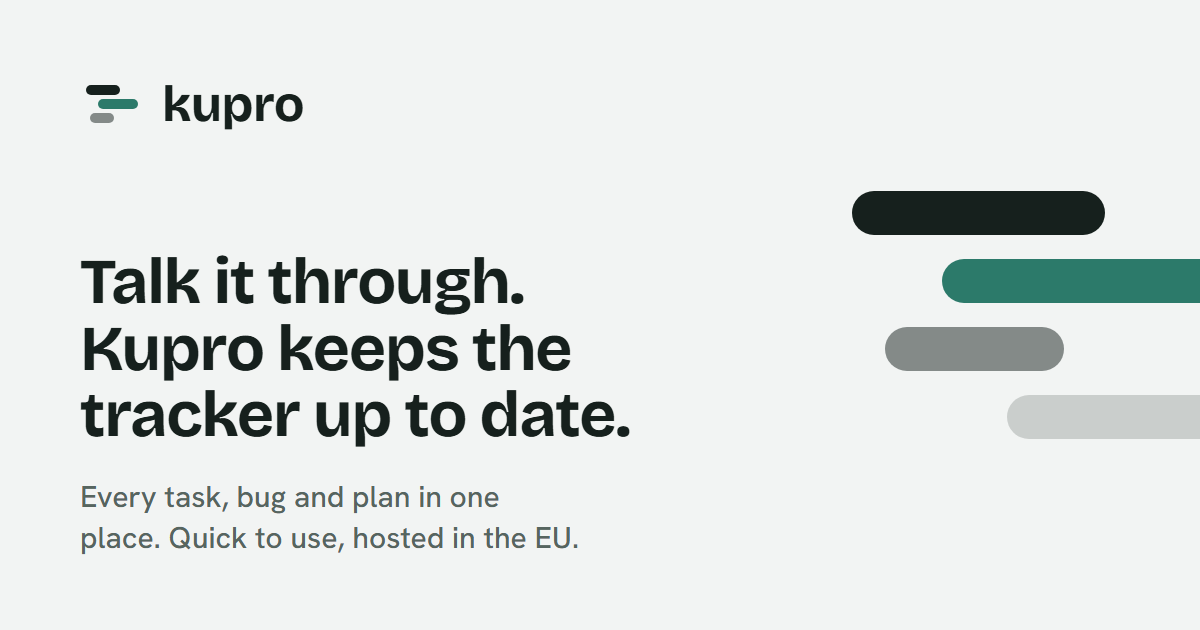 kupro
Talk it through.
Kupro keeps the
tracker up to date.
Every task, bug and plan in one
place. Quick to use, hosted in the EU.